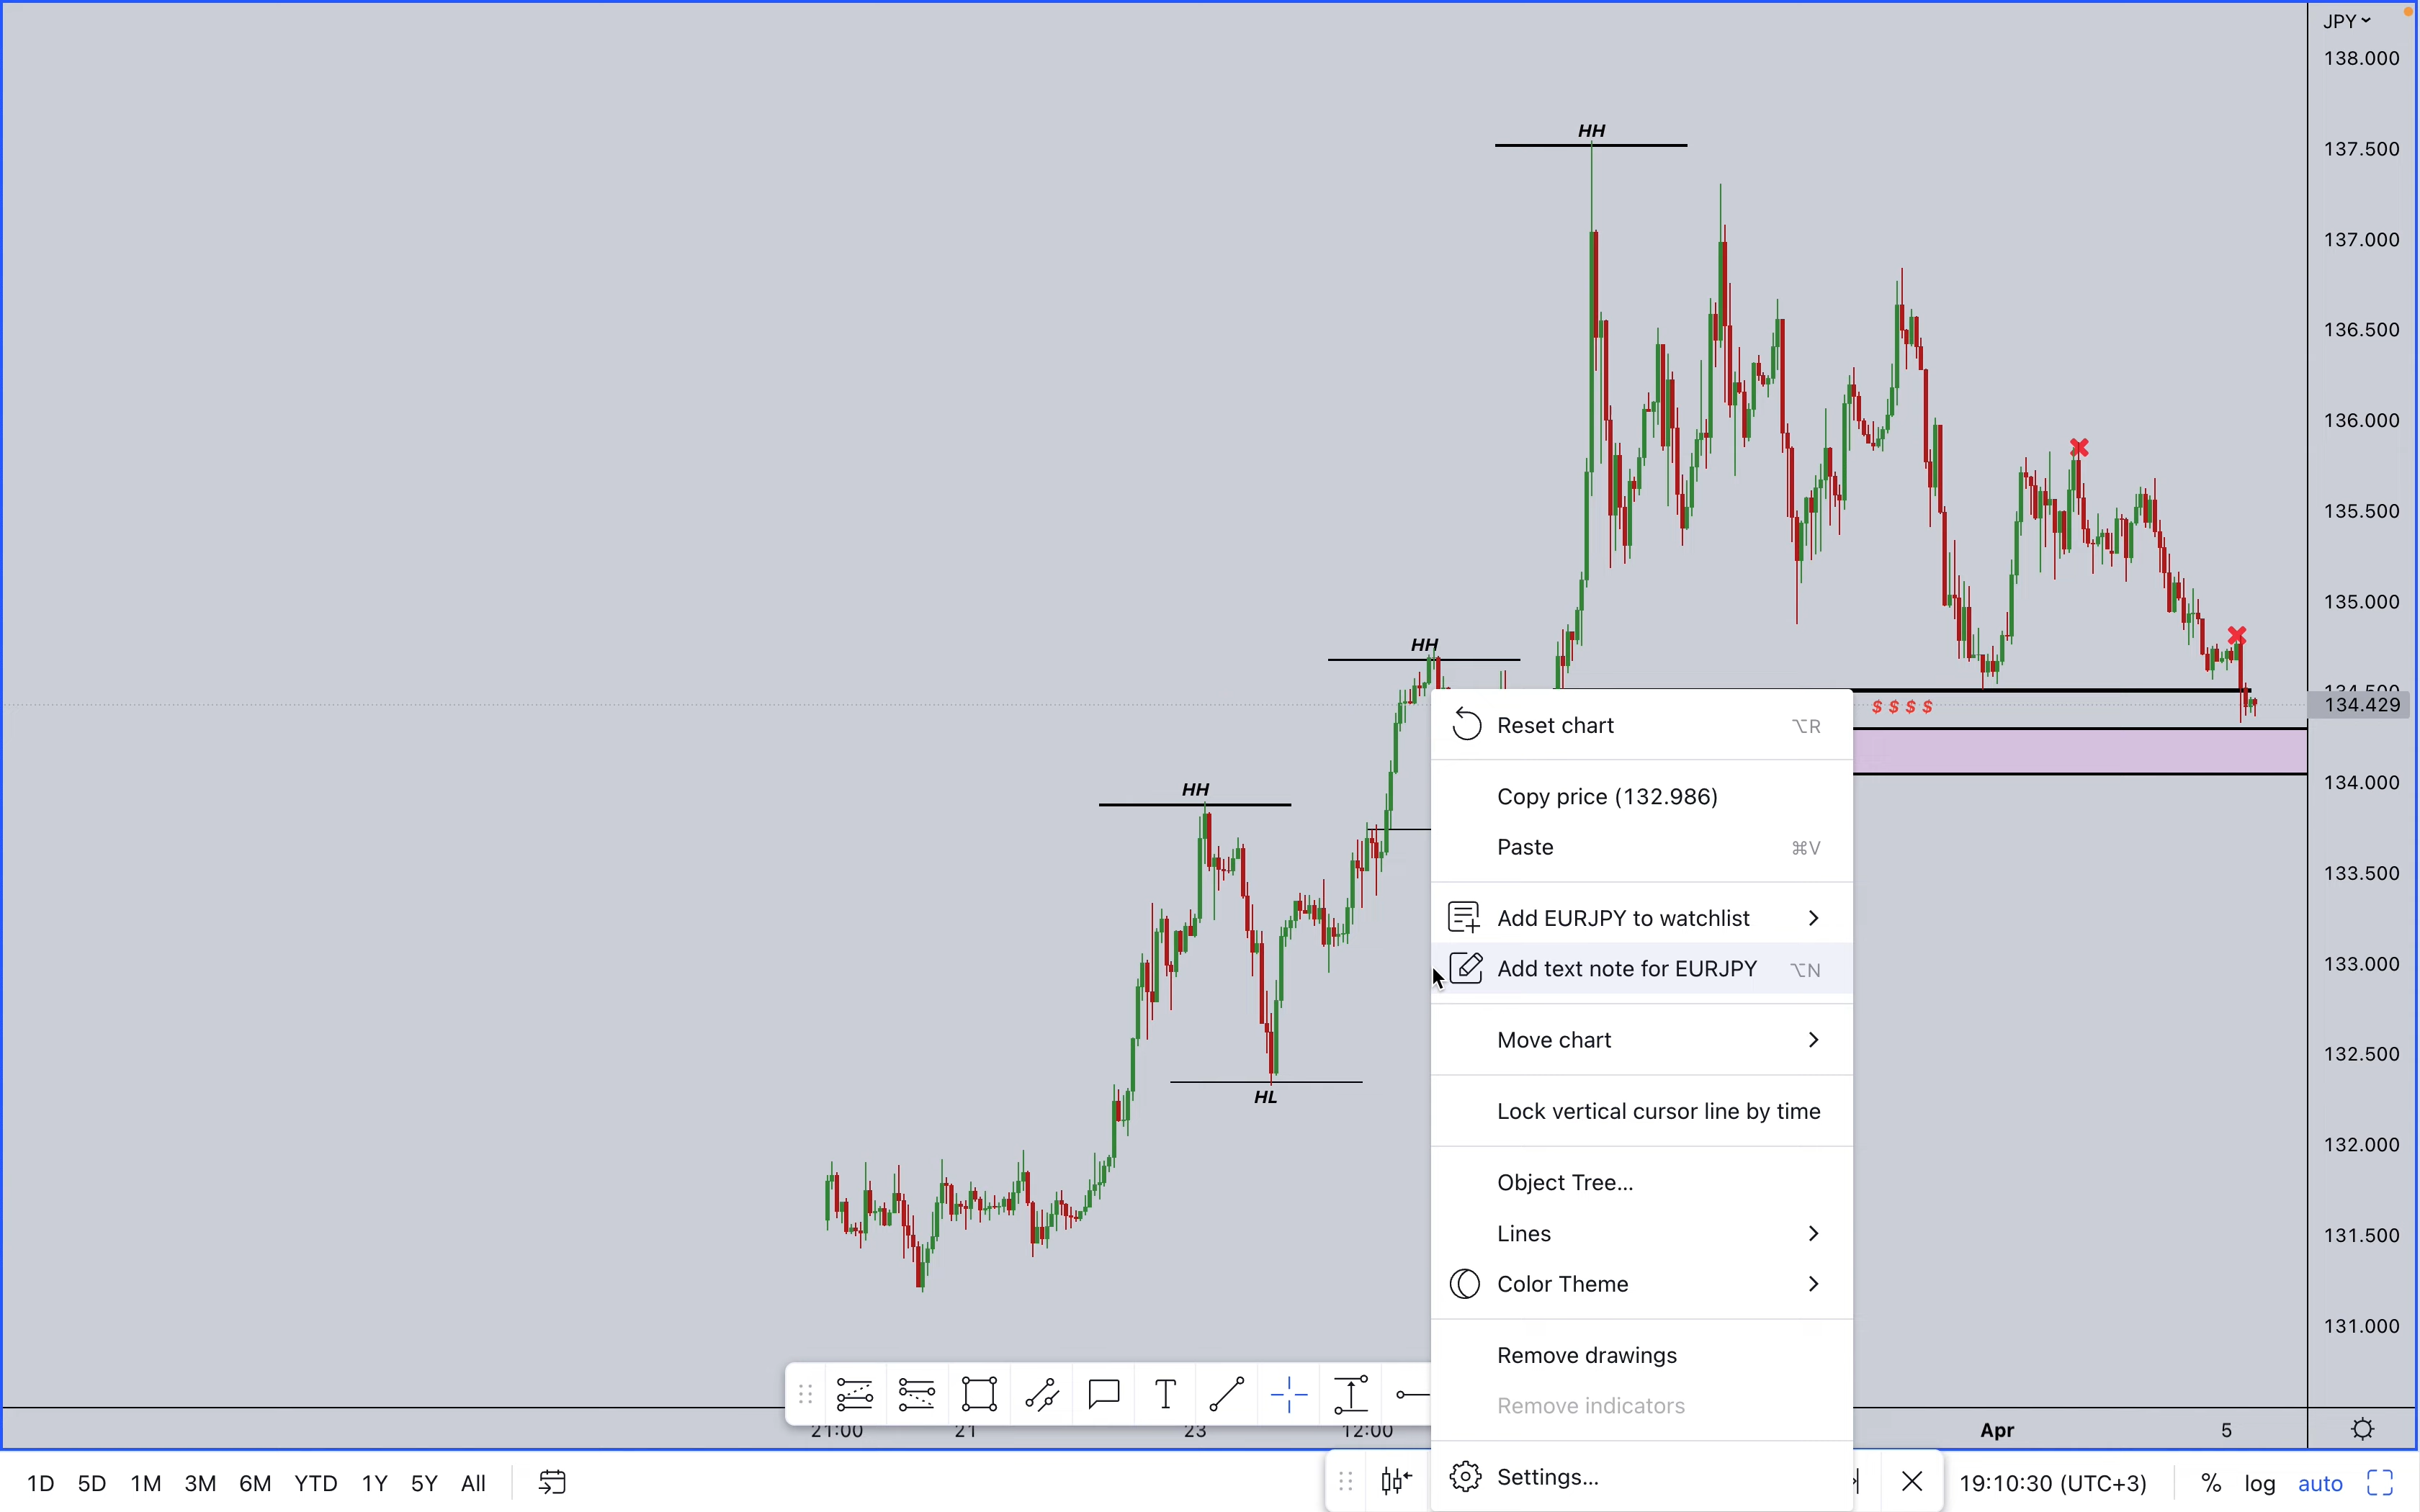 JPY
138.000
HH
137.500
137.000
136.500
136.000
135.500
135.000
HH
134.500
$ $ $ $
134.429
Reset chart ⌥R
HH
134.000
Copy price (132.986)
Paste ⌘V
133.500
Add EURJPY to watchlist
Add text note for EURJPY ⌥N
133.000
Move chart
132.500
HL
Lock vertical cursor line by time
132.000
Object Tree...
Lines
131.500
Color Theme
131.000
Remove drawings
Remove indicators
21:00 21 23 12:00 Apr 5
Settings...
1D 5D 1M 3M 6M YTD 1Y 5Y All
19:10:30 (UTC+3) % log auto